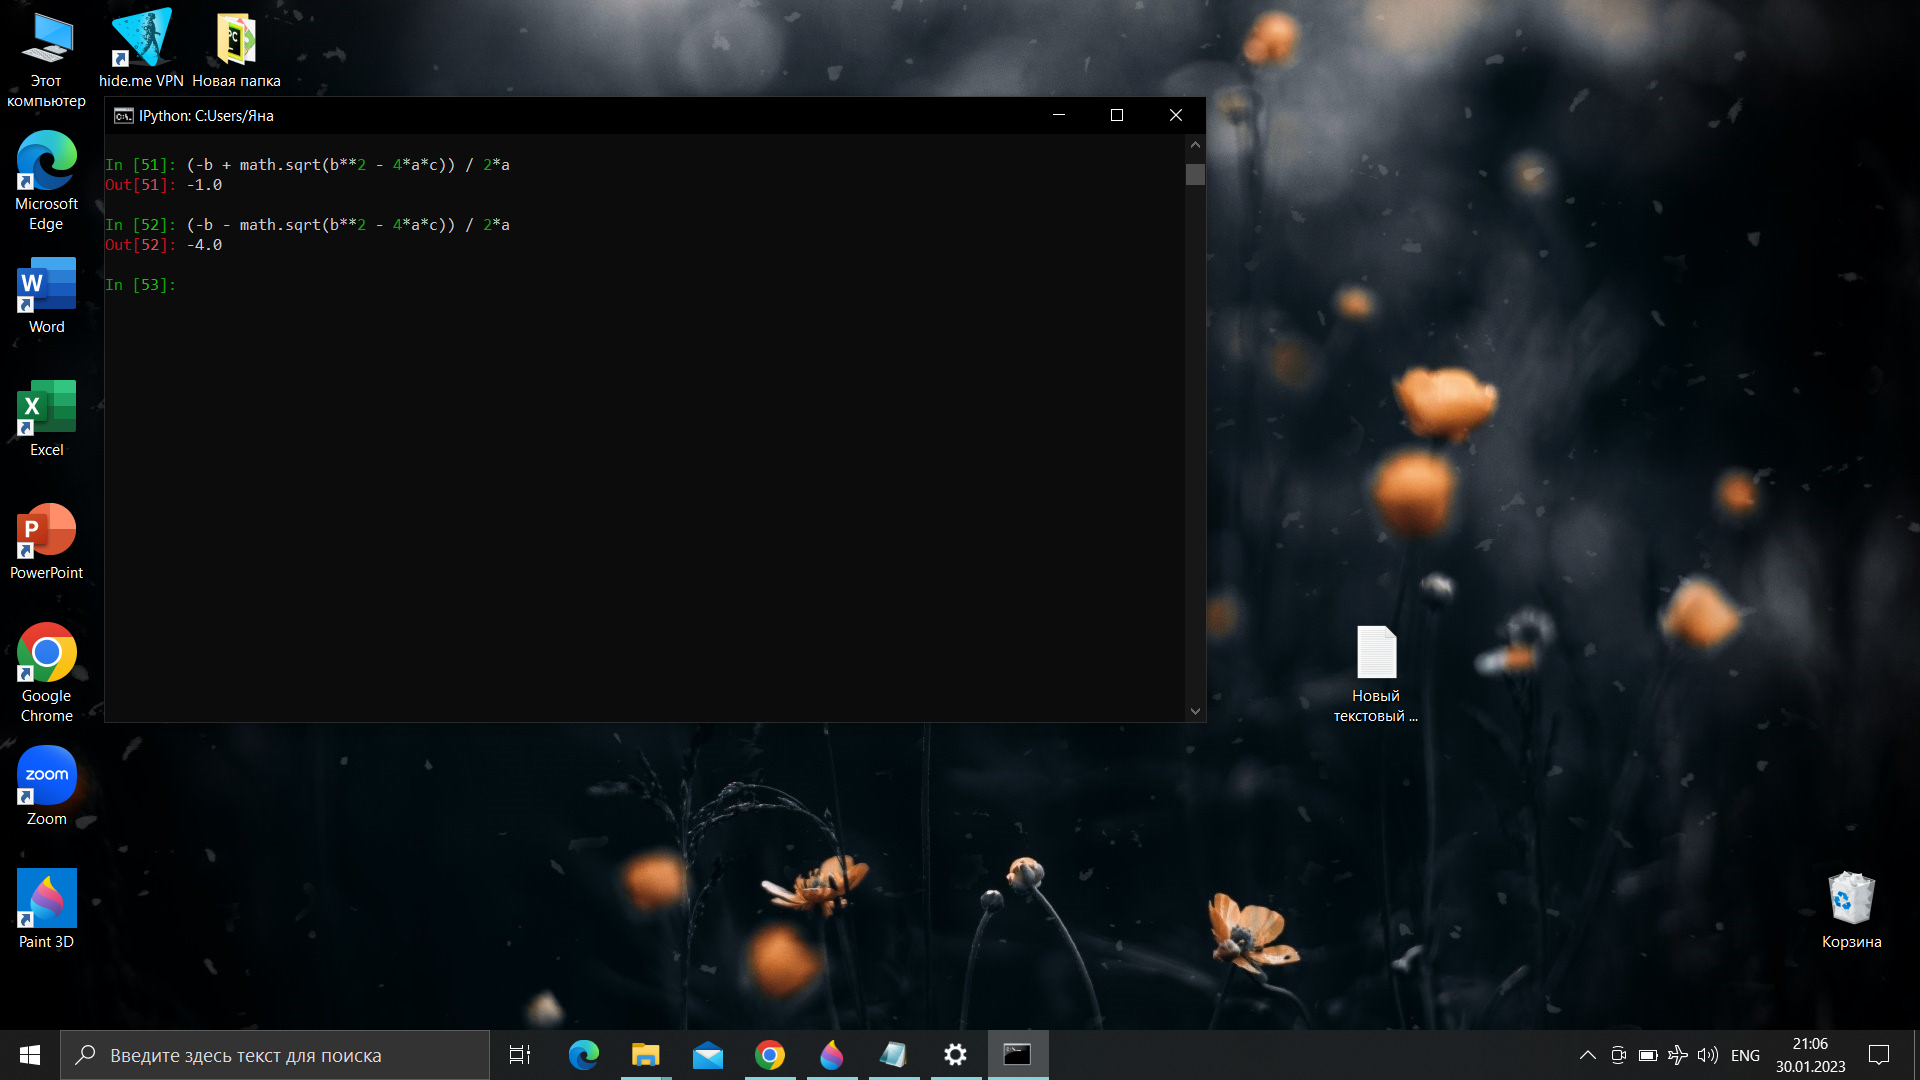 Этот
компьютер
hide.me VPN
Новая папка
IPython: C:Users/Яна
In [51]: (-b + math.sqrt(b**2 - 4*a*c)) / 2*a
Out[51]: -1.0
In [52]: (-b - math.sqrt(b**2 - 4*a*c)) / 2*a
Out[52]: -4.0
In [53]:
Microsoft
Edge
Word
Excel
PowerPoint
Google
Chrome
zoom
Zoom
Paint 3D
Новый
текстовый ...
Корзина
Введите здесь текст для поиска
ENG
21:06
30.01.2023